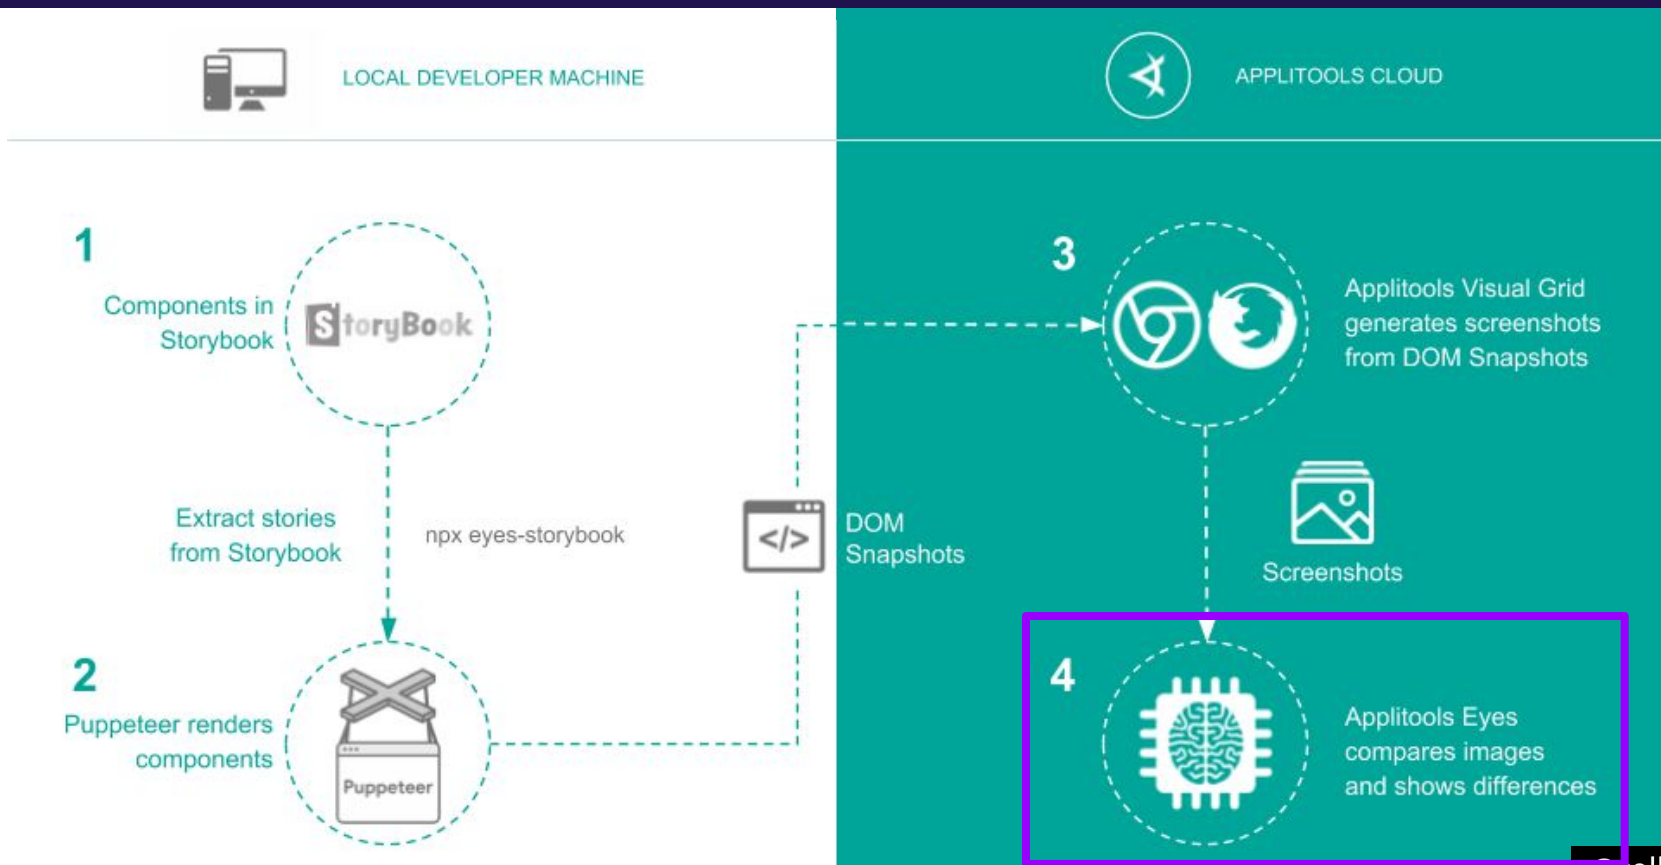 LOCAL DEVELOPER MACHINE
APPLITOOLS CLOUD
1
Components in
Storybook
StoryBook
Extract stories
from Storybook
npx eyes-storybook
2
Puppeteer renders
components
Puppeteer
</>
DOM
Snapshots
3
Applitools Visual Grid
generates screenshots
from DOM Snapshots
Screenshots
4
Applitools Eyes
compares images
and shows differences